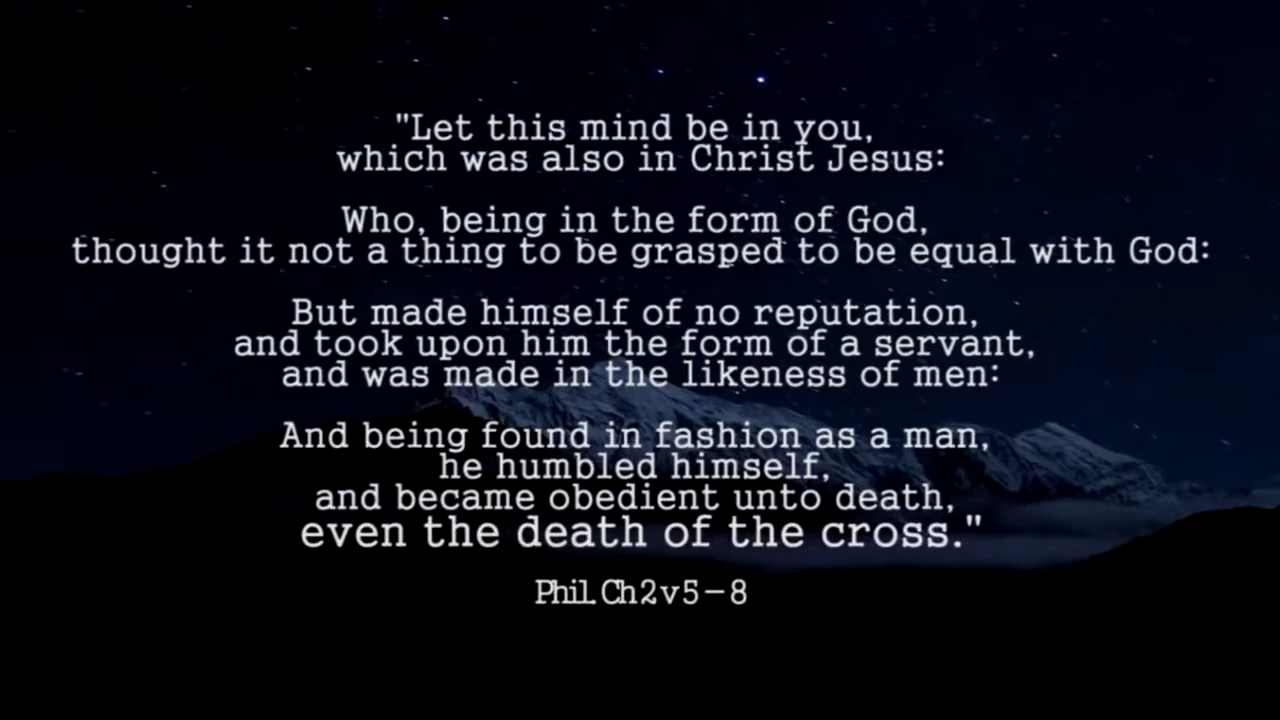 "Let this mind be in you,
which was also in Christ Jesus:
Who, being in the form of God,
thought it not a thing to be grasped to be equal with God:
But made himself of no reputation,
and took upon him the form of a servant,
and was made in the likeness of men:
And being found in fashion as a man,
he humbled himself,
and became obedient unto death,
even the death of the cross."
Phil. Ch2v5-8